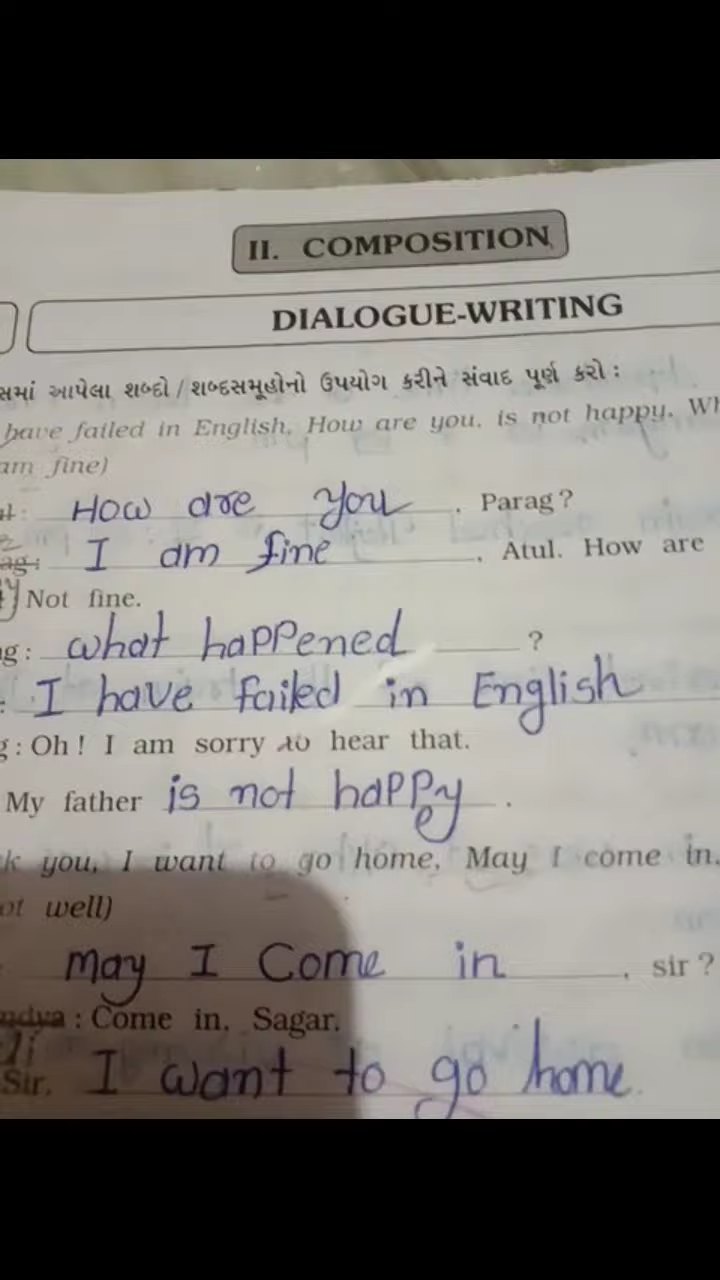 II. COMPOSITION
DIALOGUE-WRITING
સમાં આપેલા શબ્દો / શબ્દસમૂહોનો ઉપયોગ કરીને સંવાદ પૂર્ણ કરો :
have failed in English, How are you, is not happy, Wh
am fine)
: How are you , Parag ?
ag: I am fine , Atul. How are
Not fine.
g : what happened ?
: I have failed in English
g : Oh ! I am sorry to hear that.
My father is not happy .
k you, I want to go home, May I come in,
ot well)
may I Come in , sir ?
ndya : Come in, Sagar.
Sir, I want to go home.